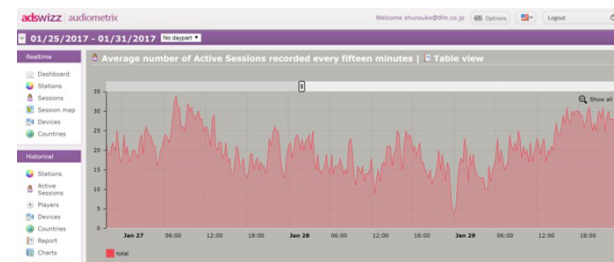 adswizz audiometrix
Welcome shunsuke@tfm.co.jp Options Logout
01/25/2017 - 01/31/2017 No daypart
Realtime
Dashboard
Stations
Sessions
Session map
Devices
Countries
Historical
Stations
Active
Sessions
Players
Devices
Countries
Report
Charts
Average number of Active Sessions recorded every fifteen minutes | Table view
Show all
35
30
25
20
15
10
5
0
Jan 27 06:00 12:00 18:00 Jan 28 06:00 12:00 18:00 Jan 29 06:00 12:00 18:00
total